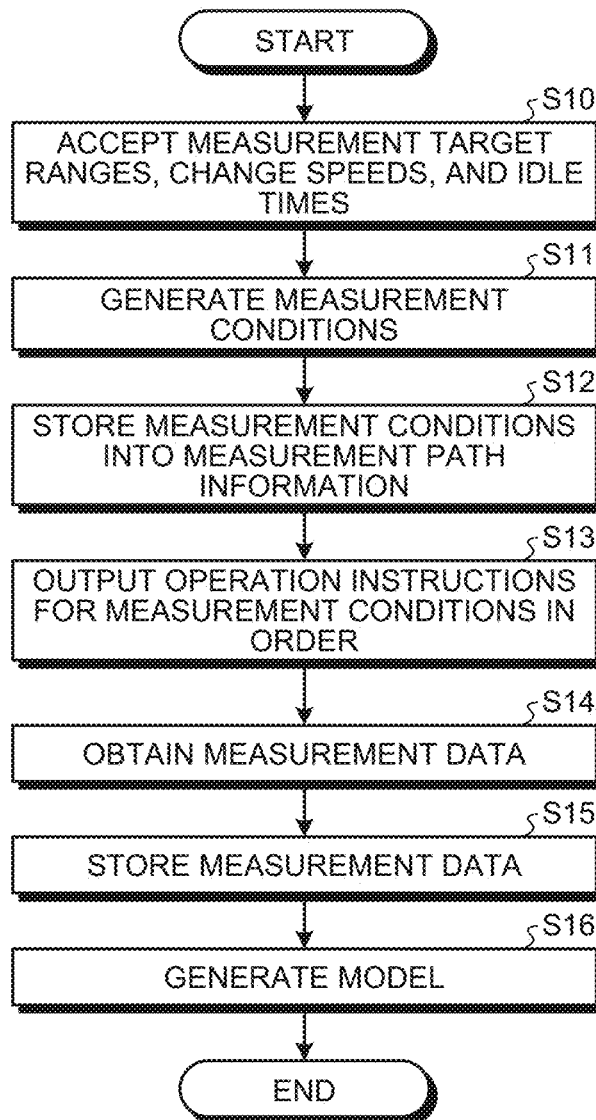 START
S10
ACCEPT MEASUREMENT TARGET
RANGES, CHANGE SPEEDS, AND IDLE
TIMES
S11
GENERATE MEASUREMENT
CONDITIONS
S12
STORE MEASUREMENT CONDITIONS
INTO MEASUREMENT PATH
INFORMATION
S13
OUTPUT OPERATION INSTRUCTIONS
FOR MEASUREMENT CONDITIONS IN
ORDER
S14
OBTAIN MEASUREMENT DATA
S15
STORE MEASUREMENT DATA
S16
GENERATE MODEL
END